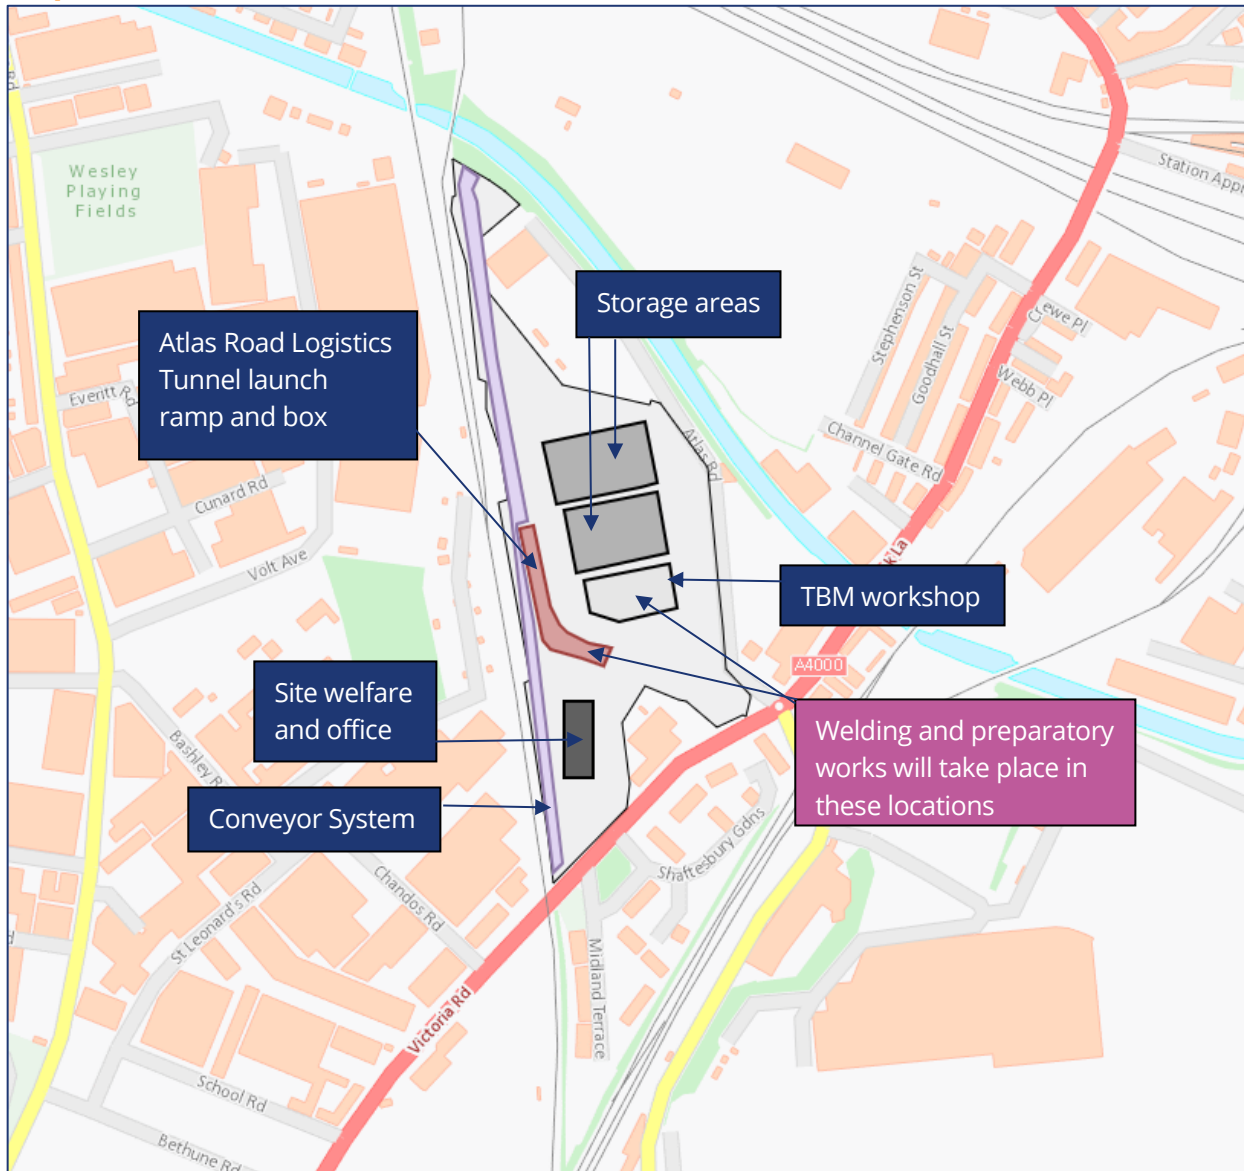 Wesley
Playing
Fields
Station Appr
Storage areas
Stephenson St
Goodhall St
ewe Pl
Webb Pl
Atlas Road Logistics
Tunnel launch
ramp and box
Everitt Rd
Channel Gate Rd
Atlas Rd
Cunard Rd
Volt Ave
TBM workshop
A4000
Site welfare
and office
Welding and preparatory
works will take place in
these locations
Bashley R
Conveyor System
Shaftesbury Gdns
Chandos Rd
St Leonard's Rd
Midland Terrace
Victoria Rd
School Rd
Bethune Rd